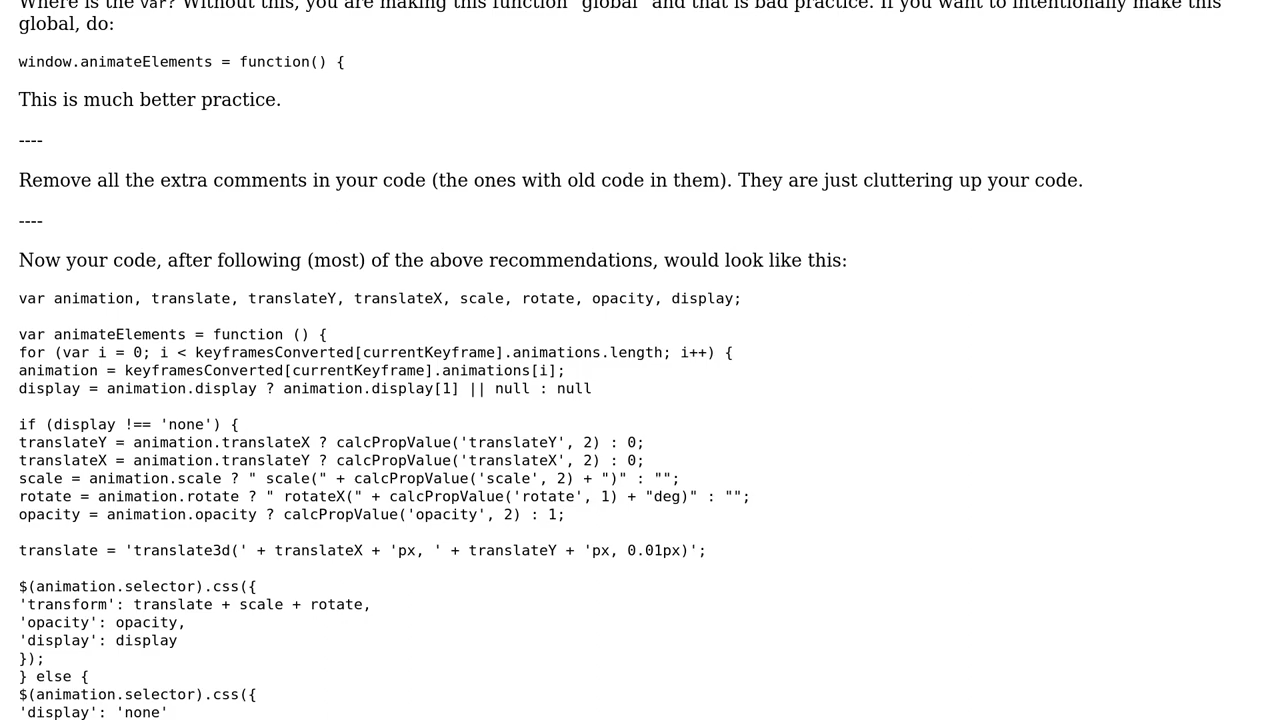 Where is the var? Without this, you are making this function "global" and that is bad practice. If you want to intentionally make this
global, do:
window.animateElements = function() {
This is much better practice.
----
Remove all the extra comments in your code (the ones with old code in them). They are just cluttering up your code.
----
Now your code, after following (most) of the above recommendations, would look like this:
var animation, translate, translateY, translateX, scale, rotate, opacity, display;
var animateElements = function () {
for (var i = 0; i < keyframesConverted[currentKeyframe].animations.length; i++) {
animation = keyframesConverted[currentKeyframe].animations[i];
display = animation.display ? animation.display[1] || null : null
if (display !== 'none') {
translateY = animation.translateX ? calcPropValue('translateY', 2) : 0;
translateX = animation.translateY ? calcPropValue('translateX', 2) : 0;
scale = animation.scale ? " scale(" + calcPropValue('scale', 2) + ")" : "";
rotate = animation.rotate ? " rotateX(" + calcPropValue('rotate', 1) + "deg)" : "";
opacity = animation.opacity ? calcPropValue('opacity', 2) : 1;
translate = 'translate3d(' + translateX + 'px, ' + translateY + 'px, 0.01px)';
$(animation.selector).css({
'transform': translate + scale + rotate,
'opacity': opacity,
'display': display
});
} else {
$(animation.selector).css({
'display': 'none'